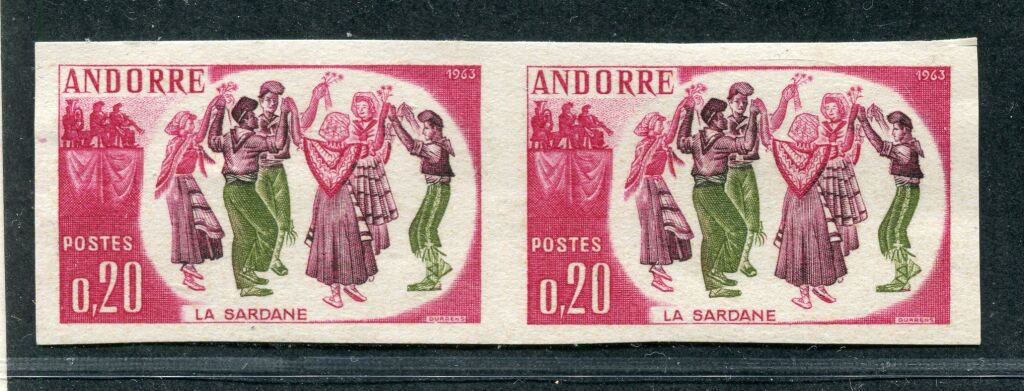 ANDORRE
1963
POSTES
0,20
LA SARDANE
DURRENS
ANDORRE
1963
POSTES
0,20
LA SARDANE
DURRENS